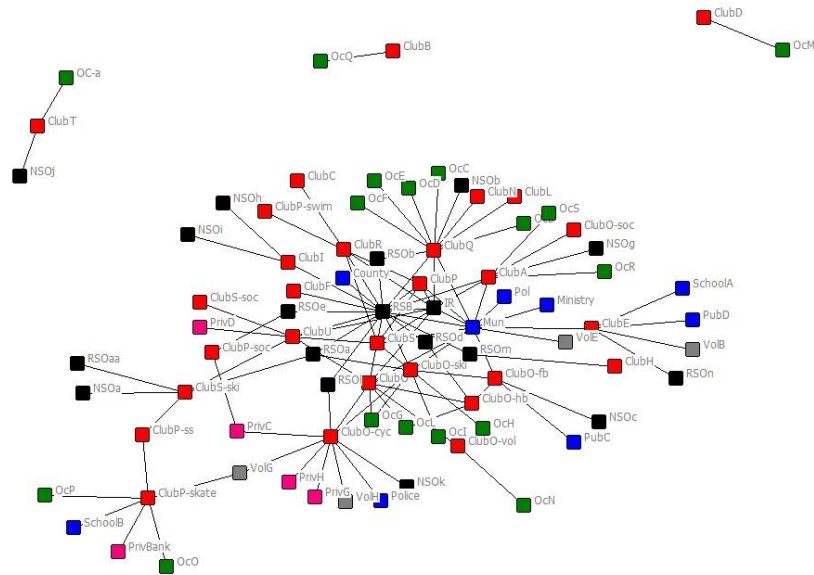 ClubD
OcM
OcQ
ClubB
OC-a
ClubT
NSOj
OcE
OcC
OcD
NSOb
ClubC
OcF
ClubN
ClubL
NSOh
ClubP-swim
OcS
NSOi
ClubR
RSOb
ClubQ
ClubO-soc
NSOg
ClubI
County
ClubP
ClubA
OcR
ClubF
Pol
SchoolA
ClubS-soc
Ministry
RSOe
RSB
IR
PubD
PrivD
Mun
ClubE
ClubU
ClubS
RSOd
VolE
VolB
ClubP-soc
RSOa
RSOm
RSOaa
ClubO-ski
ClubH
ClubO-fb
RSOn
NSOa
ClubS-ski
ClubO
ClubO-hb
OcG
OcL
OcH
NSOc
ClubP-ss
PrivC
ClubO-cyc
OcI
ClubO-vol
PubC
VolG
PrivH
NSOk
OcP
ClubP-skate
PrivG
VolH
Police
OcN
SchoolB
PrivBank
OcO